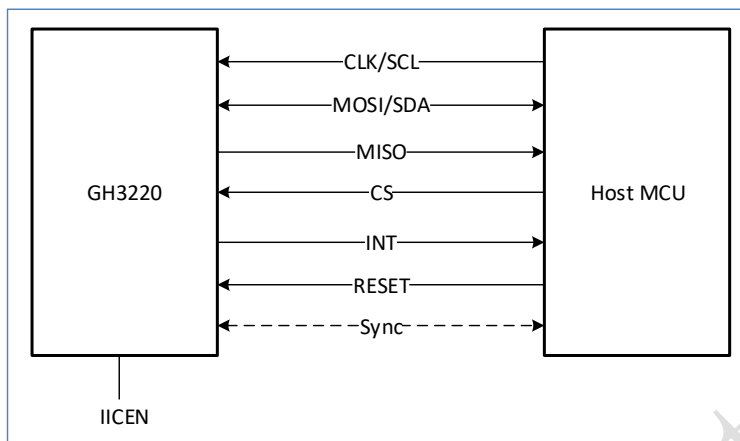 CLK/SCL
MOSI/SDA
MISO
GH3220
CS
Host MCU
INT
RESET
Sync
IICEN